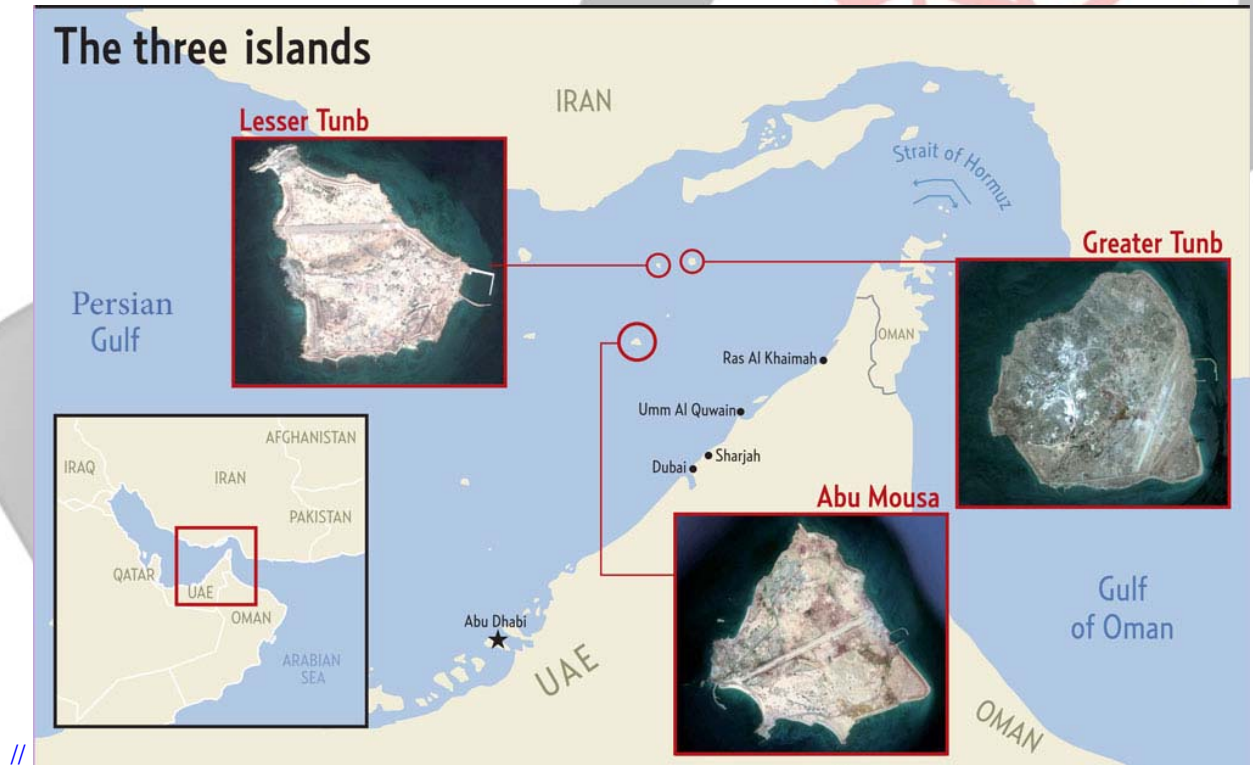 The three islands
IRAN
Lesser Tunb
Strait of Hormuz
Greater Tunb
Persian
Gulf
OMAN
Ras Al Khaimah
Umm Al Quwain
Sharjah
Dubai
Abu Mousa
AFGHANISTAN
IRAQ
IRAN
PAKISTAN
QATAR
UAE
OMAN
ARABIAN
SEA
Abu Dhabi
UAE
Gulf
of Oman
OMAN
//